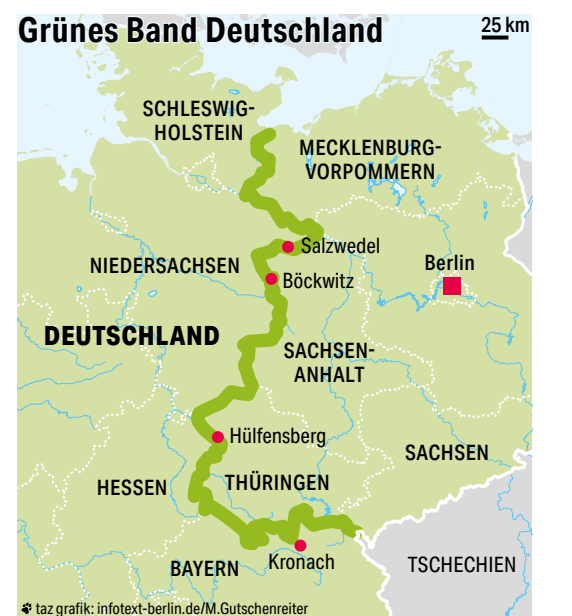 Grünes Band Deutschland
25 km
SCHLESWIG-
HOLSTEIN
MECKLENBURG-
VORPOMMERN
Salzwedel
NIEDERSACHSEN
Berlin
Böckwitz
DEUTSCHLAND
SACHSEN-
ANHALT
Hülfensberg
SACHSEN
HESSEN
THÜRINGEN
BAYERN
Kronach
TSCHECHIEN
taz grafik: infotext-berlin.de/M.Gutschenreiter